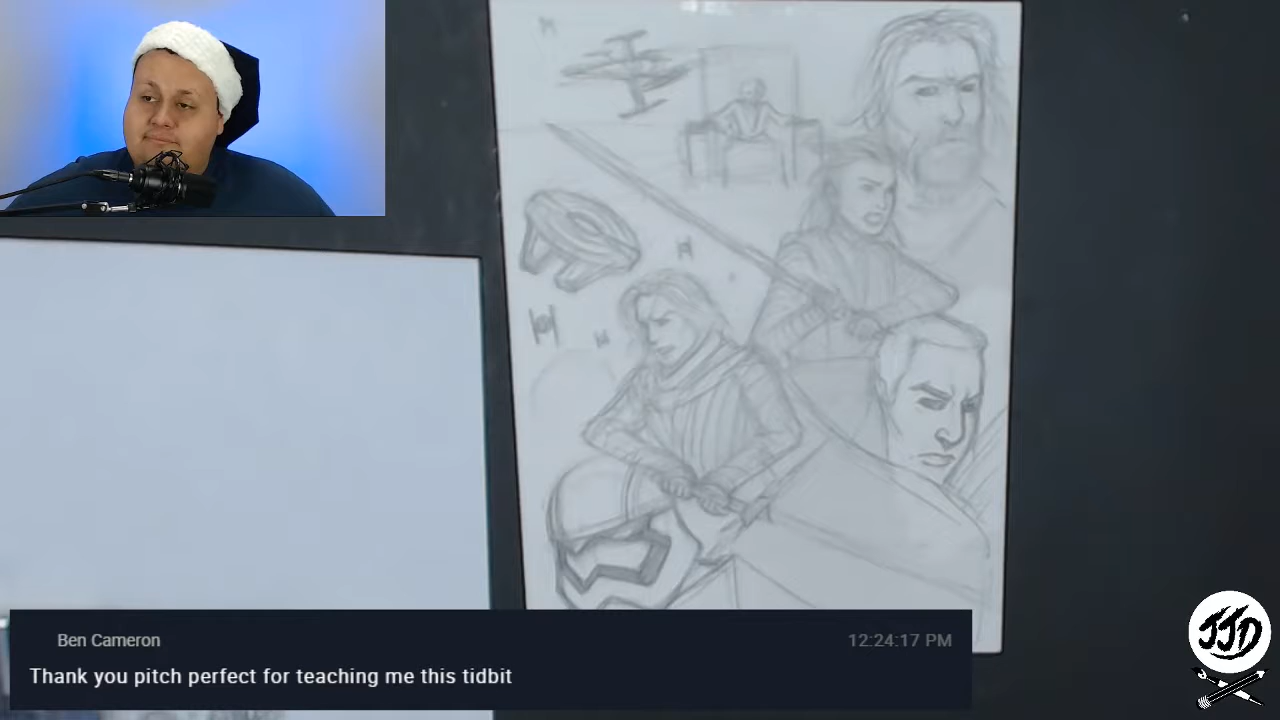 Ben Cameron
12:24:17 PM
Thank you pitch perfect for teaching me this tidbit
JJD